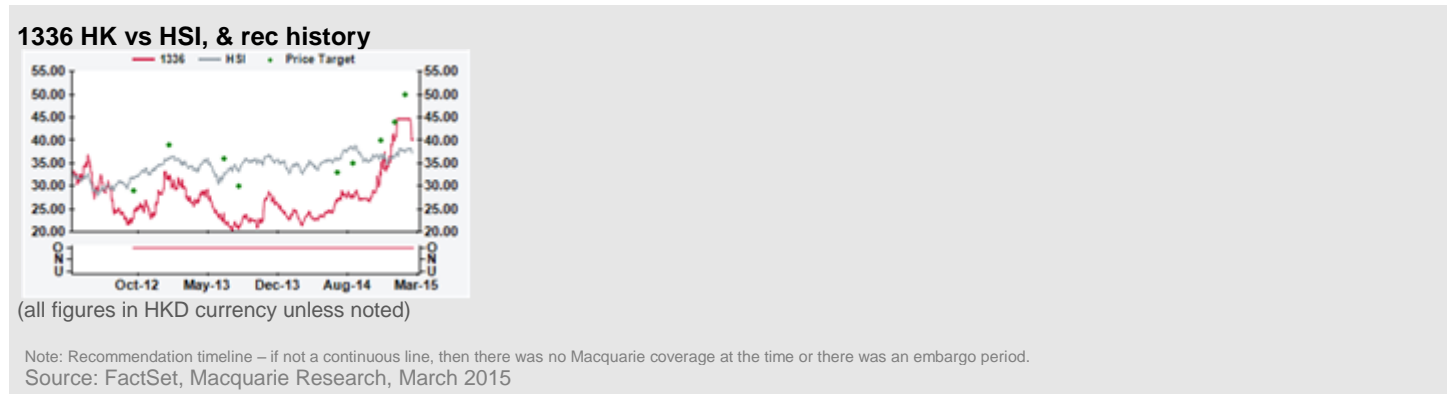 1336 HK vs HSI, & rec history
1336 HSI Price Target
55.00 55.00
50.00 50.00
45.00 45.00
40.00 40.00
35.00 35.00
30.00 30.00
25.00 25.00
20.00 20.00
O O
N N
U U
Oct-12 May-13 Dec-13 Aug-14 Mar-15
(all figures in HKD currency unless noted)
Note: Recommendation timeline – if not a continuous line, then there was no Macquarie coverage at the time or there was an embargo period.
Source: FactSet, Macquarie Research, March 2015